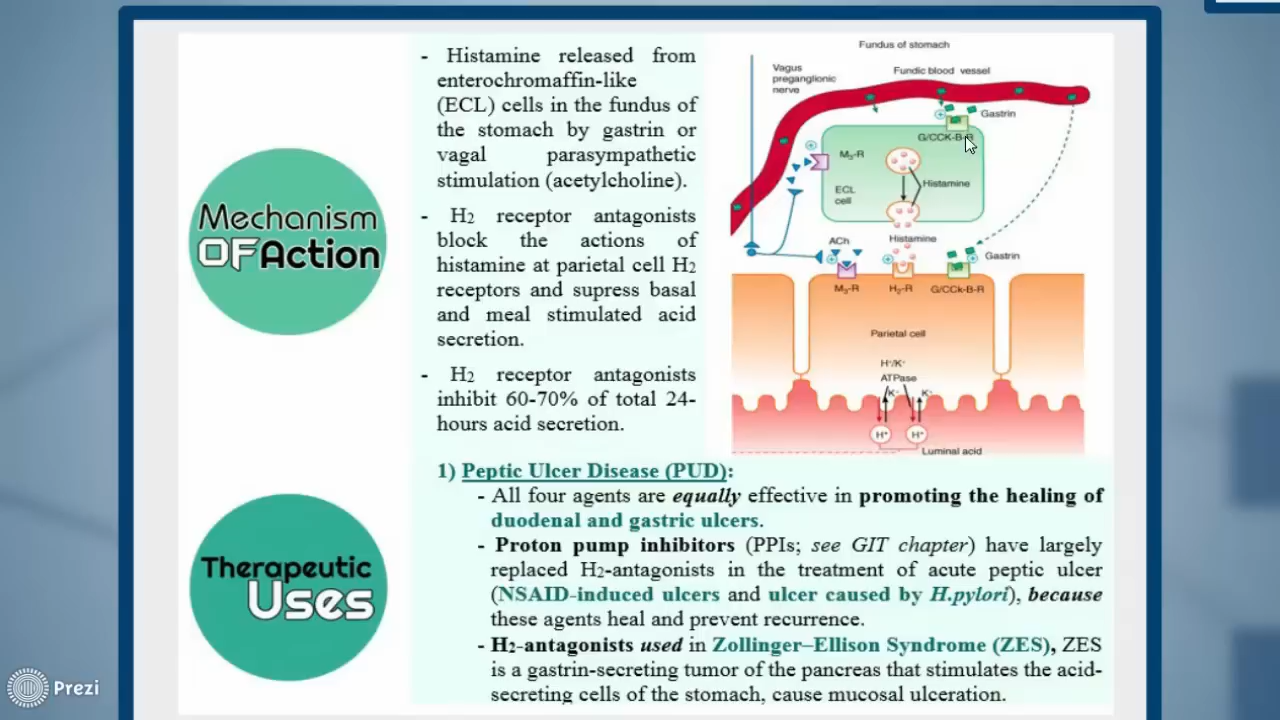 Mechanism
OF Action
- Histamine released from
enterochromaffin-like
(ECL) cells in the fundus of
the stomach by gastrin or
vagal parasympathetic
stimulation (acetylcholine).
- H2 receptor antagonists
block the actions of
histamine at parietal cell H2
receptors and supress basal
and meal stimulated acid
secretion.
- H2 receptor antagonists
inhibit 60-70% of total 24-
hours acid secretion.
Fundus of stomach
Vagus
preganglionic
nerve
Fundic blood vessel
Gastrin
G/CCK-B-R
M3-R
ECL
cell
Histamine
ACh
Histamine
Gastrin
M3-R
H2-R
G/CCk-B-R
Parietal cell
H+/K+
ATPase
K+
K+
H+
H+
Luminal acid
Therapeutic
Uses
1) Peptic Ulcer Disease (PUD):
- All four agents are equally effective in promoting the healing of
duodenal and gastric ulcers.
- Proton pump inhibitors (PPIs; see GIT chapter) have largely
replaced H2-antagonists in the treatment of acute peptic ulcer
(NSAID-induced ulcers and ulcer caused by H.pylori), because
these agents heal and prevent recurrence.
- H2-antagonists used in Zollinger–Ellison Syndrome (ZES), ZES
is a gastrin-secreting tumor of the pancreas that stimulates the acid-
secreting cells of the stomach, cause mucosal ulceration.
Prezi